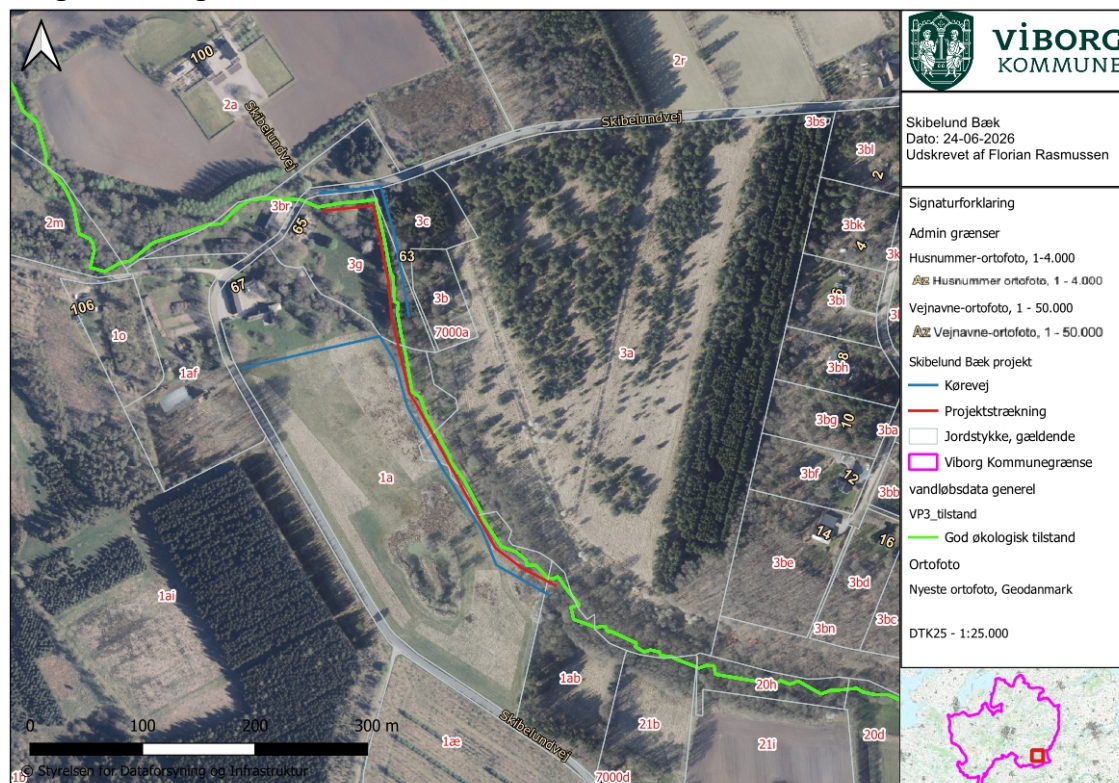 VIBORG
KOMMUNE
Skibelund Bæk
Dato: 24-06-2026
Udskrevet af Florian Rasmussen
Signaturforklaring
Admin grænser
Husnummer-ortofoto, 1-4.000
Az Husnummer ortofoto, 1 - 4.000
Vejnavne-ortofoto, 1 - 50.000
Az Vejnavne-ortofoto, 1 - 50.000
Skibelund Bæk projekt
Kørevej
Projektstrækning
Jordstykke, gældende
Viborg Kommunegrænse
vandløbsdata generel
VP3_tilstand
God økologisk tilstand
Ortofoto
Nyeste ortofoto, Geodanmark
DTK25 - 1:25.000
100
2r
2a
Skibelundvej
Skibelundvej
3bs
3bl
2
2m
3br
65
3c
3bk
4
3k
3g
63
67
3b
6
3bi
106
1o
7000a
3a
8
3bh
1af
3bg
10
3ba
1a
3bf
12
3bb
14
16
3be
1ai
3bd
3bc
3bn
1ab
20h
21b
20d
21i
Skibelundvej
1æ
7000d
0 100 200 300 m
© Styrelsen for Dataforsyning og Infrastruktur